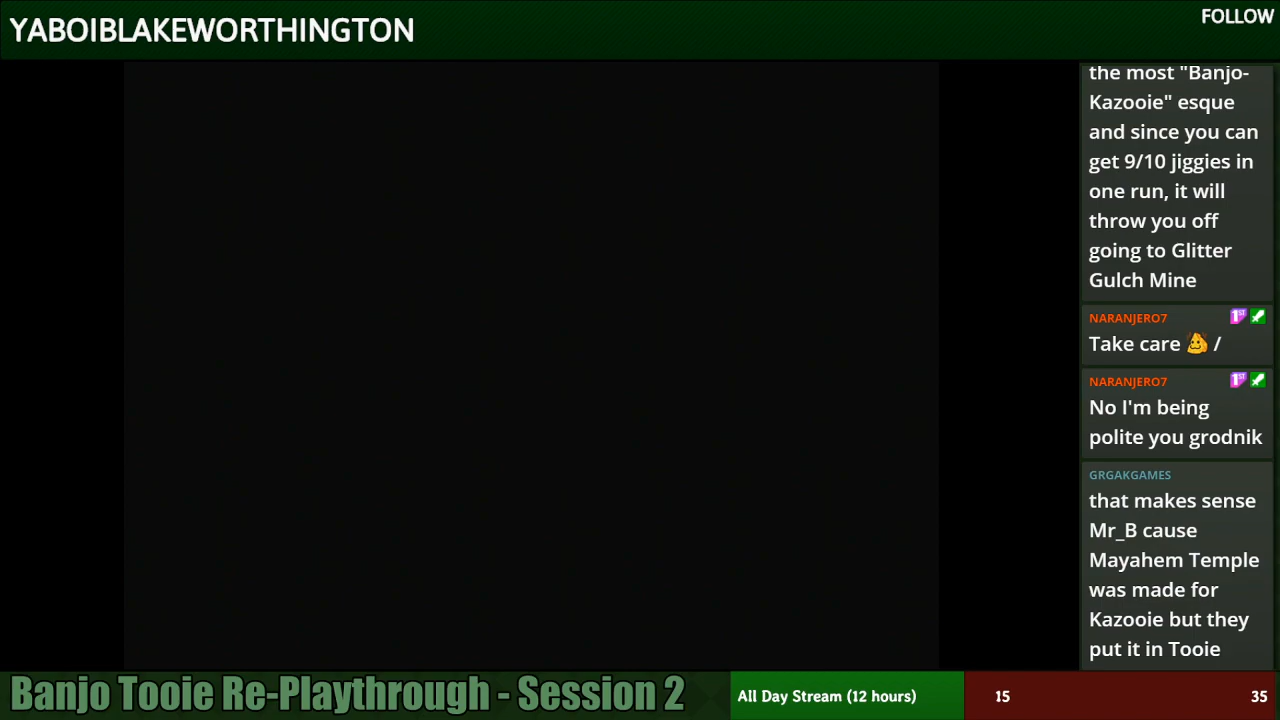 YABOIBLAKEWORTHINGTON
FOLLOW
the most "Banjo-
Kazooie" esque
and since you can
get 9/10 jiggies in
one run, it will
throw you off
going to Glitter
Gulch Mine
NARANJERO7
Take care /
NARANJERO7
No I'm being
polite you grodnik
GRGAKGAMES
that makes sense
Mr_B cause
Mayahem Temple
was made for
Kazooie but they
put it in Tooie
Banjo Tooie Re-Playthrough - Session 2
All Day Stream (12 hours)
15
35